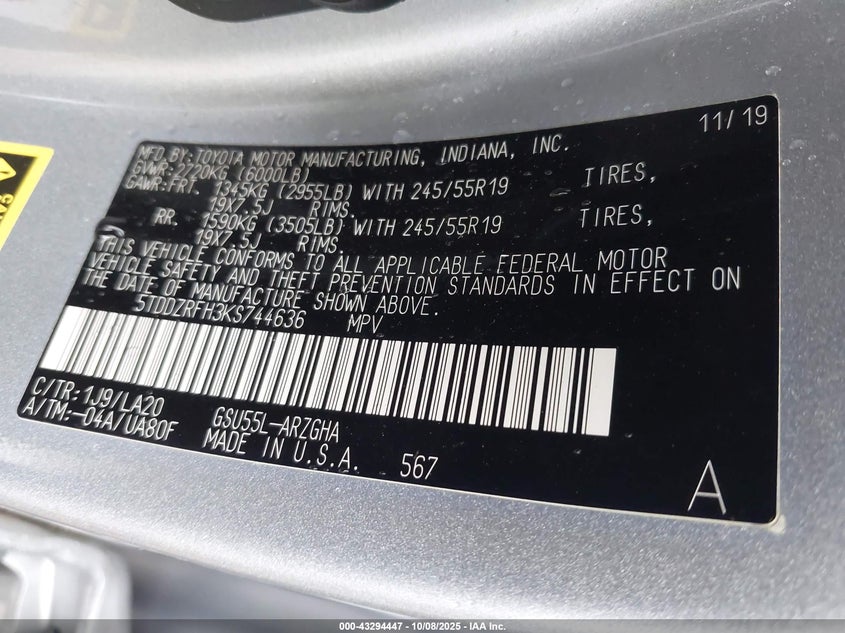 11/19
MFD.BY:TOYOTA MOTOR MANUFACTURING, INDIANA, INC.
GVWR:2720KG (6000LB)
GAWR:FRT. 1345KG (2955LB) WITH 245/55R19 TIRES,
19X7.5J RIMS.
RR. 1590KG (3505LB) WITH 245/55R19 TIRES,
19X7.5J RIMS.
THIS VEHICLE CONFORMS TO ALL APPLICABLE FEDERAL MOTOR
VEHICLE SAFETY AND THEFT PREVENTION STANDARDS IN EFFECT ON
THE DATE OF MANUFACTURE SHOWN ABOVE.
5TDDZRFH3KS744636 MPV
C/TR:1J9/LA20
A/TM:-04A/UA80F
GSU55L-ARZGHA
MADE IN U.S.A. 567
A
000-43294447 - 10/08/2025 - IAA Inc.